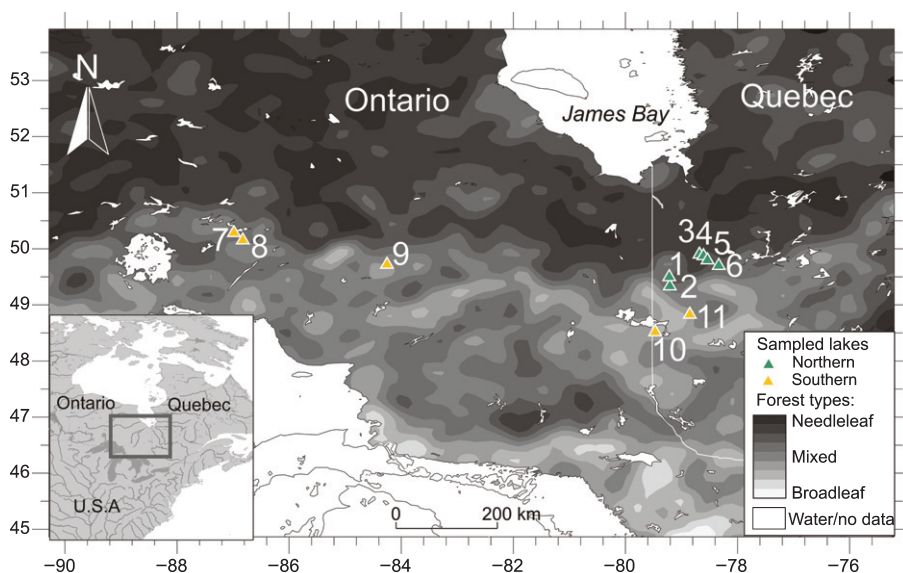 53
52
51
50
49
48
47
46
45
N
Ontario
Quebec
James Bay
7
8
9
1
2
3
4
5
6
10
11
Ontario
Quebec
U.S.A
0
200 km
Sampled lakes
Northern
Southern
Forest types:
Needleleaf
Mixed
Broadleaf
Water/no data
−90
−88
−86
−84
−82
−80
−78
−76